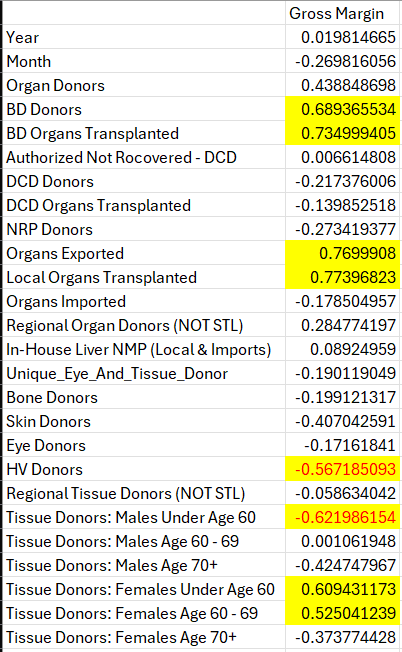 Gross Margin
Year 0.019814665
Month -0.269816056
Organ Donors 0.438848698
BD Donors 0.689365534
BD Organs Transplanted 0.734999405
Authorized Not Rocovered - DCD 0.006614808
DCD Donors -0.217376006
DCD Organs Transplanted -0.139852518
NRP Donors -0.273419377
Organs Exported 0.7699908
Local Organs Transplanted 0.77396823
Organs Imported -0.178504957
Regional Organ Donors (NOT STL) 0.284774197
In-House Liver NMP (Local & Imports) 0.08924959
Unique_Eye_And_Tissue_Donor -0.190119049
Bone Donors -0.199121317
Skin Donors -0.407042591
Eye Donors -0.17161841
HV Donors -0.567185093
Regional Tissue Donors (NOT STL) -0.058634042
Tissue Donors: Males Under Age 60 -0.621986154
Tissue Donors: Males Age 60 - 69 0.001061948
Tissue Donors: Males Age 70+ -0.424747967
Tissue Donors: Females Under Age 60 0.609431173
Tissue Donors: Females Age 60 - 69 0.525041239
Tissue Donors: Females Age 70+ -0.373774428